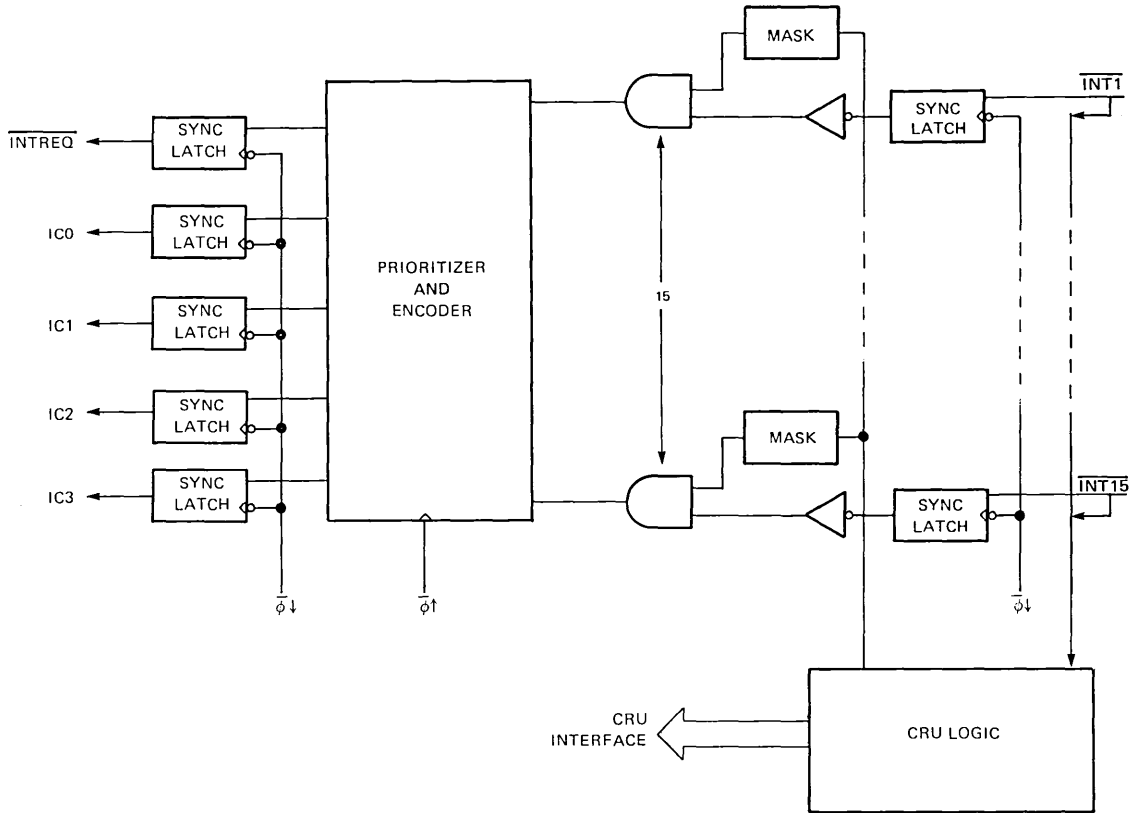 MASK
INT1
SYNC
LATCH
SYNC
LATCH
INTREQ
SYNC
LATCH
IC0
PRIORITIZER
AND
ENCODER
15
SYNC
LATCH
IC1
SYNC
LATCH
IC2
MASK
SYNC
LATCH
IC3
INT15
SYNC
LATCH
φ̅↓
φ̅↑
φ̅↓
CRU
INTERFACE
CRU LOGIC